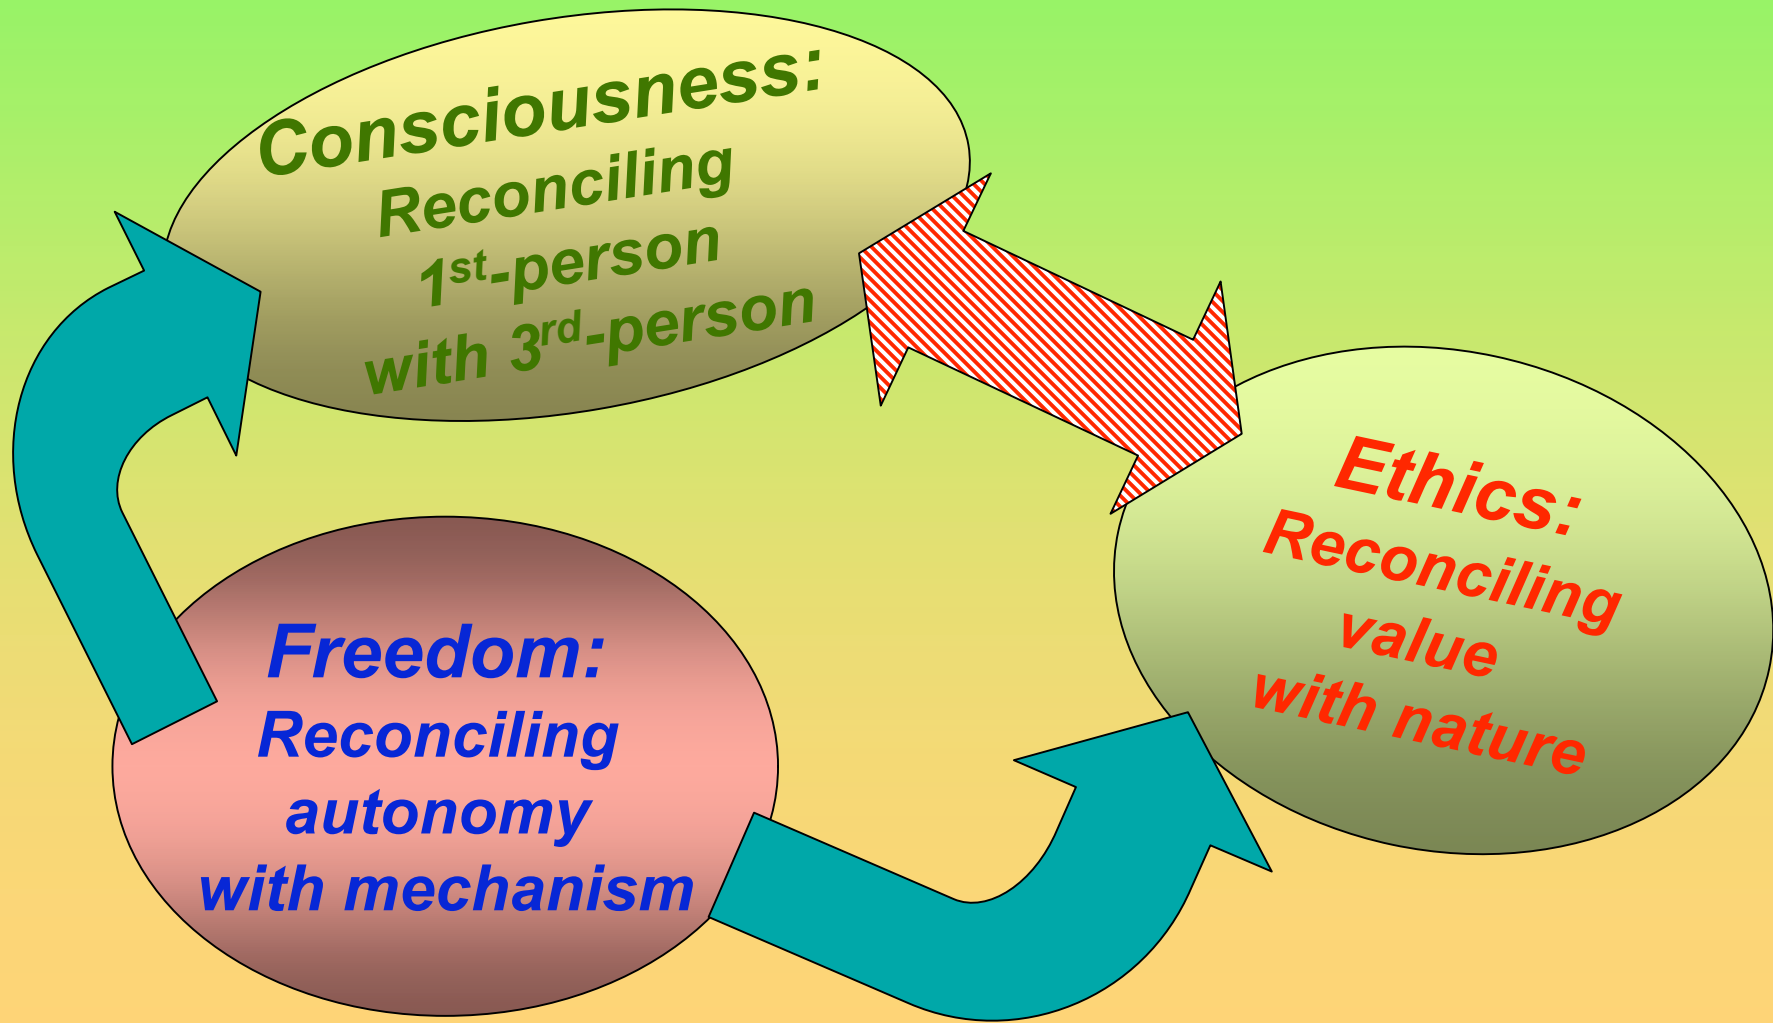 Consciousness:
Reconciling
1st-person
with 3rd-person
Ethics:
Reconciling
value
with nature
Freedom:
Reconciling
autonomy
with mechanism